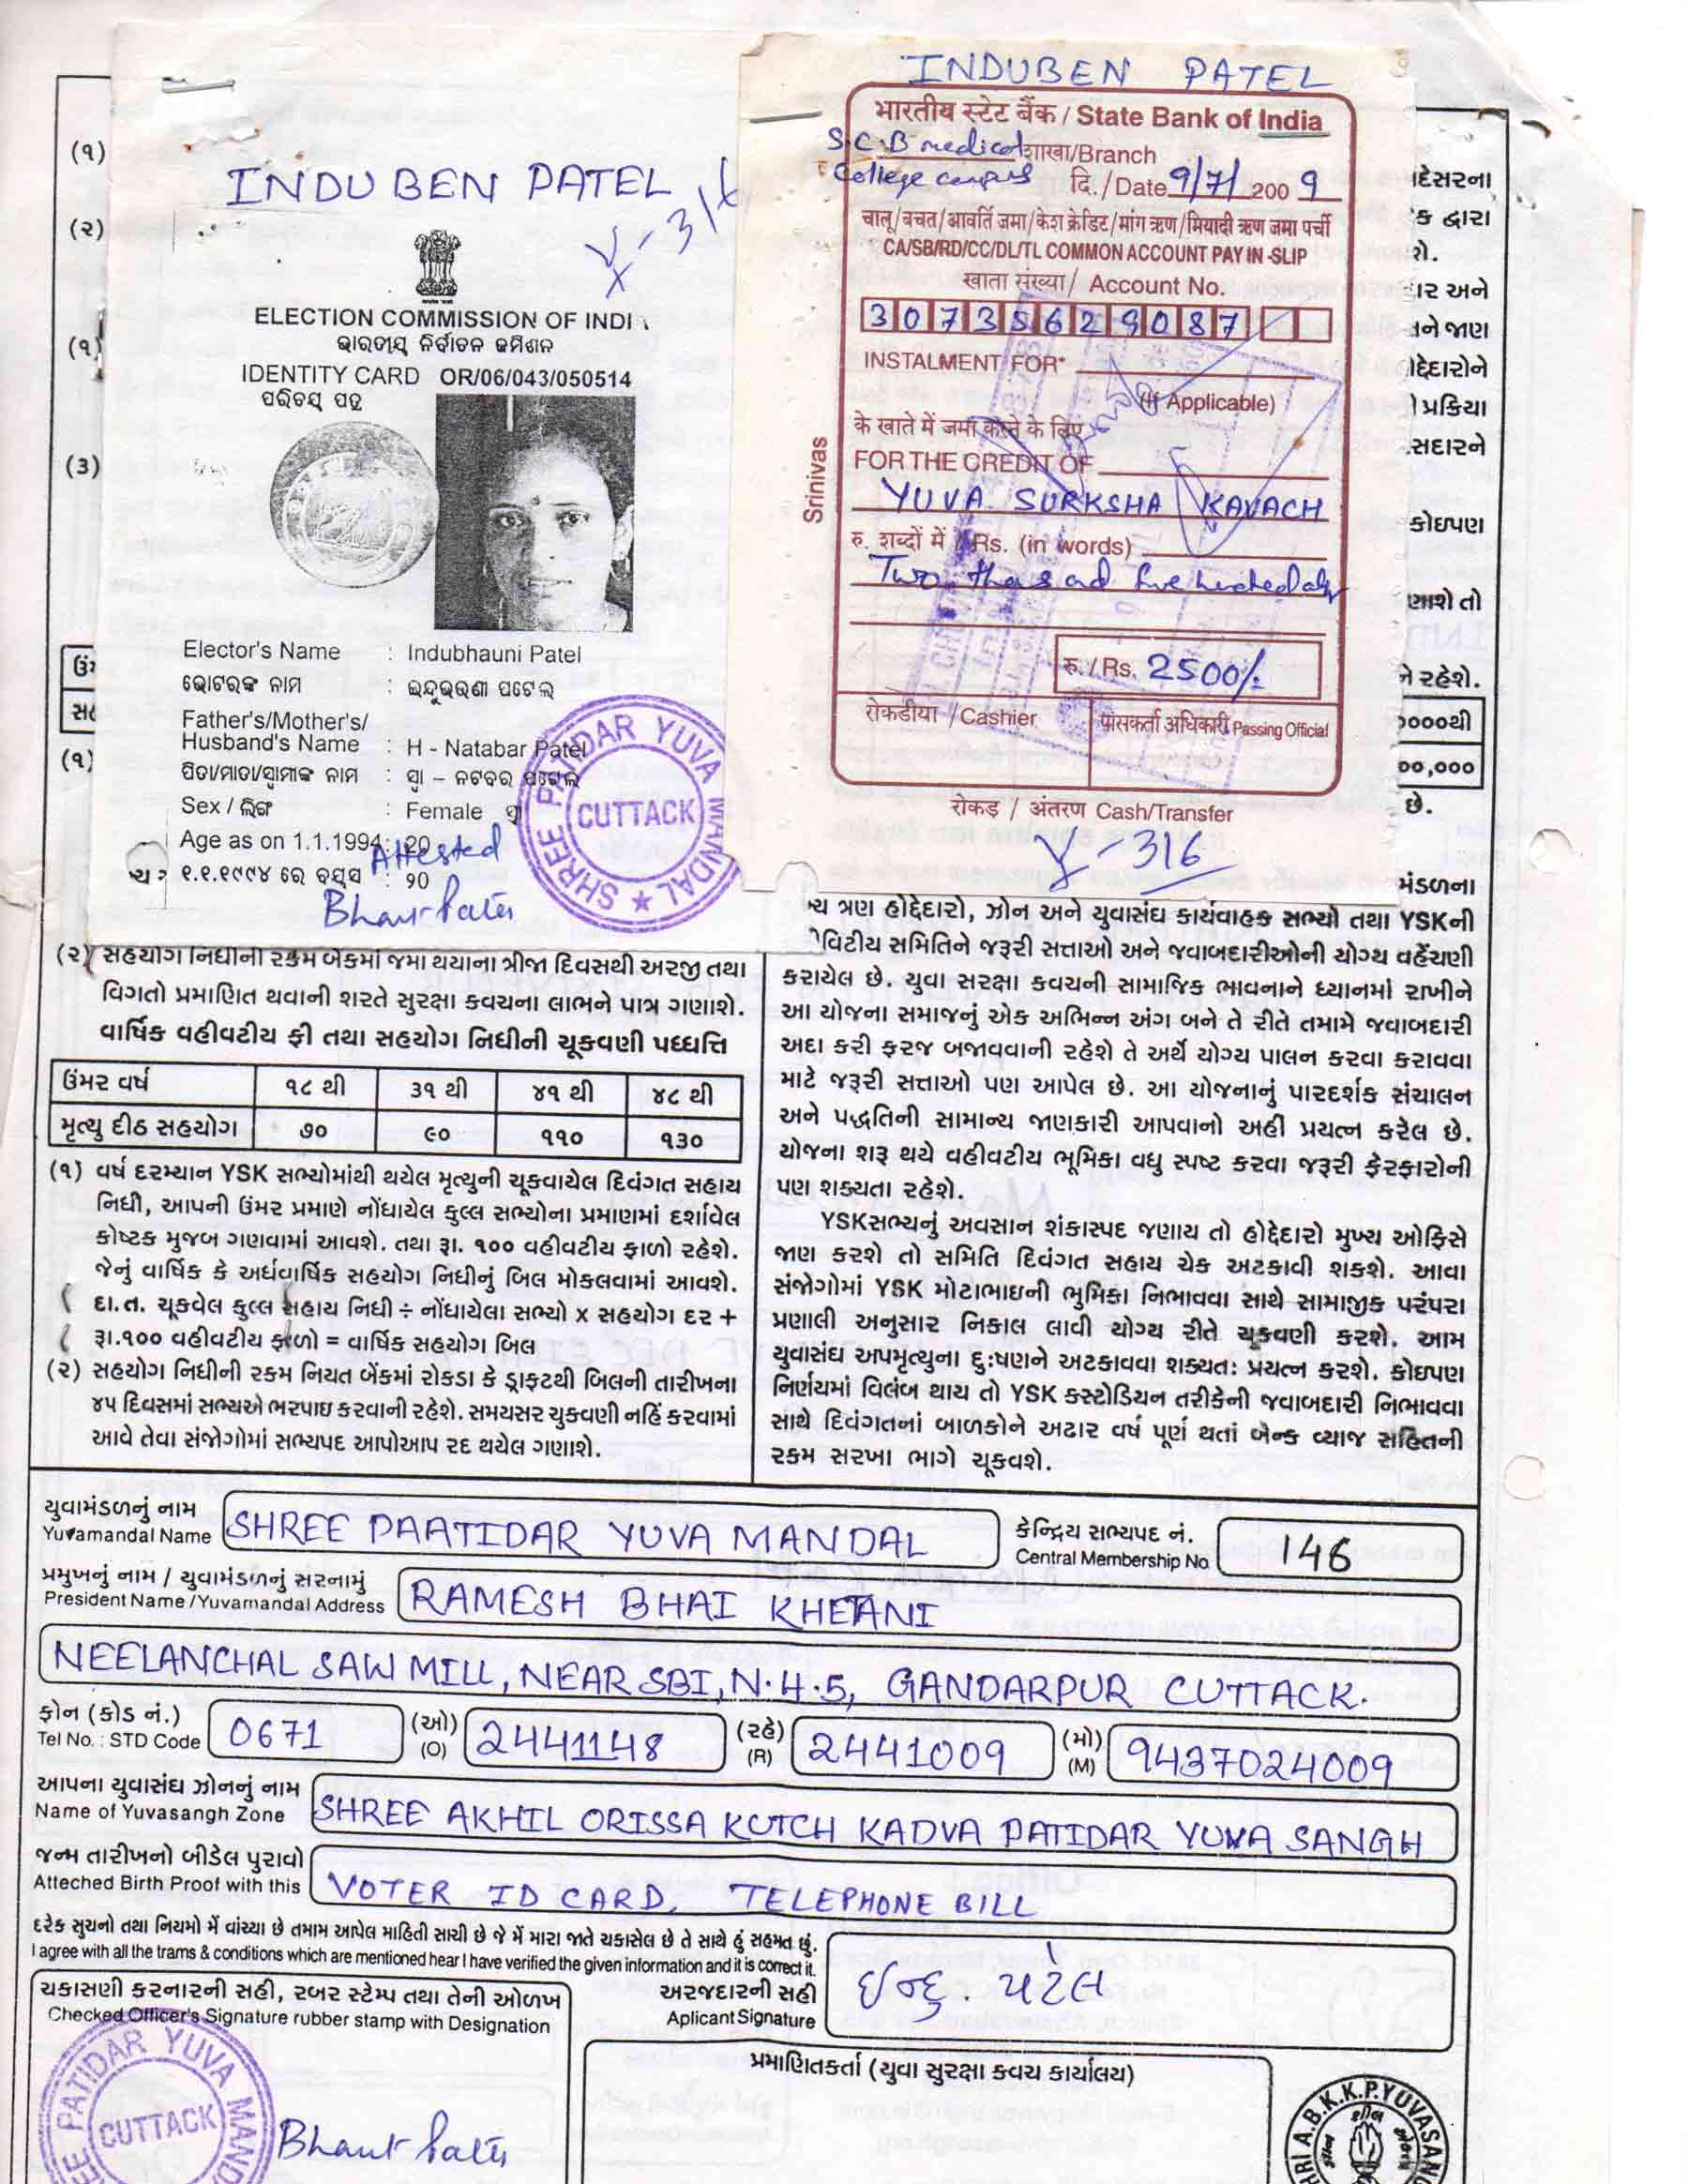 INDUBEN PATEL
Y-316
ELECTION COMMISSION OF INDI
ଭାରତୀୟ ନିର୍ବାଚନ କମିଶନ
IDENTITY CARD OR/06/043/050514
ପରିଚୟ ପତ୍ର
Elector's Name : Indubhauni Patel
ଭୋଟରଙ୍କ ନାମ : ଇନ୍ଦୁଭଉଣୀ ପଟେଲ
Father's/Mother's/
Husband's Name : H - Natabar Patel
ପିତା/ମାତା/ସ୍ୱାମୀଙ୍କ ନାମ : ସ୍ୱା – ନଟବର ପଟେଲ
Sex / ଲିଙ୍ଗ : Female ସ୍ତ୍ରୀ
Age as on 1.1.1994 : 20
୧.୧.୧୯୯୪ ରେ ବୟସ : ୨୦
Attested
SHREE PATIDAR YUVA MANDAL
CUTTACK
INDUBEN PATEL
भारतीय स्टेट बैंक / State Bank of India
S.C.B medical शाखा/Branch
College campus दि./Date 9/7/ 2009
चालू/बचत/आवर्ति जमा/केश क्रेडिट/मांग ऋण/मियादी ऋण जमा पर्ची
CA/SB/RD/CC/DL/TL COMMON ACCOUNT PAY IN -SLIP
खाता संख्या/ Account No.
30735629087
INSTALMENT FOR*
(If Applicable)
के खाते में जमा करने के लिए
FOR THE CREDIT OF
YUVA SURKSHA KAVACH
रु. शब्दों में / Rs. (in words)
Two thousand five hundred only
रु. / Rs. 2500/-
रोकडीया / Cashier पासकर्ता अधिकारी Passing Official
रोकड़ / अंतरण Cash/Transfer
Srinivas
Y-316
(૧)
(૨)
(૧)
(૩)
(૧)
દેસરના
ક દ્વારા
શે.
ાર અને
ને જાણ
ોદ્દેદારોને
પ્રક્રિયા
સદારને
કોઇપણ
ણાશે તો
ને રહેશે.
૦૦૦૦થી
૦૦,૦૦૦
છે.
(૨) સહયોગ નિધીની રકમ બેંકમાં જમા થયાના ત્રીજા દિવસથી અરજી તથા
વિગતો પ્રમાણિત થવાની શરતે સુરક્ષા કવચના લાભને પાત્ર ગણાશે.
વાર્ષિક વહીવટીય ફી તથા સહયોગ નિધીની ચૂકવણી પધ્ધતિ
ઉંમર વર્ષ ૧૮ થી ૩૧ થી ૪૧ થી ૪૮ થી
મૃત્યુ દીઠ સહયોગ ૭૦ ૯૦ ૧૧૦ ૧૩૦
(૧) વર્ષ દરમ્યાન YSK સભ્યોમાંથી થયેલ મૃત્યુની ચૂકવાયેલ દિવંગત સહાય
નિધી, આપની ઉંમર પ્રમાણે નોંધાયેલ કુલ્લ સભ્યોના પ્રમાણમાં દર્શાવેલ
કોષ્ટક મુજબ ગણવામાં આવશે. તથા રૂા. ૧૦૦ વહીવટીય ફાળો રહેશે.
જેનું વાર્ષિક કે અર્ધવાર્ષિક સહયોગ નિધીનું બિલ મોકલવામાં આવશે.
દા.ત. ચૂકવેલ કુલ્લ સહાય નિધી ÷ નોંધાયેલા સભ્યો x સહયોગ દર +
રૂા.૧૦૦ વહીવટીય ફાળો = વાર્ષિક સહયોગ બિલ
(૨) સહયોગ નિધીની રકમ નિયત બેંકમાં રોકડા કે ડ્રાફટથી બિલની તારીખના
૪૫ દિવસમાં સભ્યએ ભરપાઇ કરવાની રહેશે. સમયસર ચુકવણી નહિં કરવામાં
આવે તેવા સંજોગોમાં સભ્યપદ આપોઆપ રદ થયેલ ગણાશે.
મંડળના
ત્રણ હોદ્દેદારો, ઝોન અને યુવાસંઘ કાર્યવાહક સભ્યો તથા YSKની
વિટીય સમિતિને જરૂરી સત્તાઓ અને જવાબદારીઓની યોગ્ય વહેંચણી
કરાયેલ છે. યુવા સરક્ષા કવચની સામાજિક ભાવનાને ધ્યાનમાં રાખીને
આ યોજના સમાજનું એક અભિન્ન અંગ બને તે રીતે તમામે જવાબદારી
અદા કરી ફરજ બજાવવાની રહેશે તે અર્થે યોગ્ય પાલન કરવા કરાવવા
માટે જરૂરી સત્તાઓ પણ આપેલ છે. આ યોજનાનું પારદર્શક સંચાલન
અને પદ્ધતિની સામાન્ય જાણકારી આપવાનો અહીં પ્રયત્ન કરેલ છે.
યોજના શરૂ થયે વહીવટીય ભૂમિકા વધુ સ્પષ્ટ કરવા જરૂરી ફેરફારોની
પણ શક્યતા રહેશે.
YSKસભ્યનું અવસાન શંકાસ્પદ જણાય તો હોદ્દેદારો મુખ્ય ઓફિસે
જાણ કરશે તો સમિતિ દિવંગત સહાય ચેક અટકાવી શકશે. આવા
સંજોગોમાં YSK મોટાભાઇની ભુમિકા નિભાવવા સાથે સામાજીક પરંપરા
પ્રણાલી અનુસાર નિકાલ લાવી યોગ્ય રીતે ચૂકવણી કરશે. આમ
યુવાસંઘ અપમૃત્યુના દુઃષણને અટકાવવા શક્યતઃ પ્રયત્ન કરશે. કોઇપણ
નિર્ણયમાં વિલંબ થાય તો YSK કસ્ટોડિયન તરીકેની જવાબદારી નિભાવવા
સાથે દિવંગતનાં બાળકોને અઢાર વર્ષ પૂર્ણ થતાં બેન્ક વ્યાજ સહિતની
રકમ સરખા ભાગે ચૂકવશે.
યુવામંડળનું નામ
Yuvamandal Name SHREE PAATIDAR YUVA MANDAL
કેન્દ્રિય સભ્યપદ નં.
Central Membership No 146
પ્રમુખનું નામ / યુવામંડળનું સરનામું
President Name /Yuvamandal Address RAMESH BHAI KHETANI
NEELANCHAL SAW MILL, NEAR SBI, N.H.5, GANDARPUR CUTTACK.
ફોન (કોડ નં.) (ઓ) (રહે) (મો)
Tel No. : STD Code 0671 (O) 2441148 (R) 2441009 (M) 9437024009
આપના યુવાસંઘ ઝોનનું નામ
Name of Yuvasangh Zone SHREE AKHIL ORISSA KUTCH KADVA PATIDAR YUVA SANGH
જન્મ તારીખનો બીડેલ પુરાવો
Atteched Birth Proof with this VOTER ID CARD, TELEPHONE BILL
દરેક સુચનો તથા નિયમો મેં વાંચ્યા છે તમામ આપેલ માહિતી સાચી છે જે મેં મારા જાતે ચકાસેલ છે તે સાથે હું સહમત છું.
I agree with all the trams & conditions which are mentioned hear I have verified the given information and it is correct it.
ચકાસણી કરનારની સહી, રબર સ્ટેમ્પ તથા તેની ઓળખ
Checked Officer's Signature rubber stamp with Designation
અરજદારની સહી
Aplicant Signature
ઇન્દુ. પટેલ
પ્રમાણિતકર્તા (યુવા સુરક્ષા કવચ કાર્યાલય)
PATIDAR YUVA MAND
CUTTACK
HRI A.B.K.K.P.YUVASAN